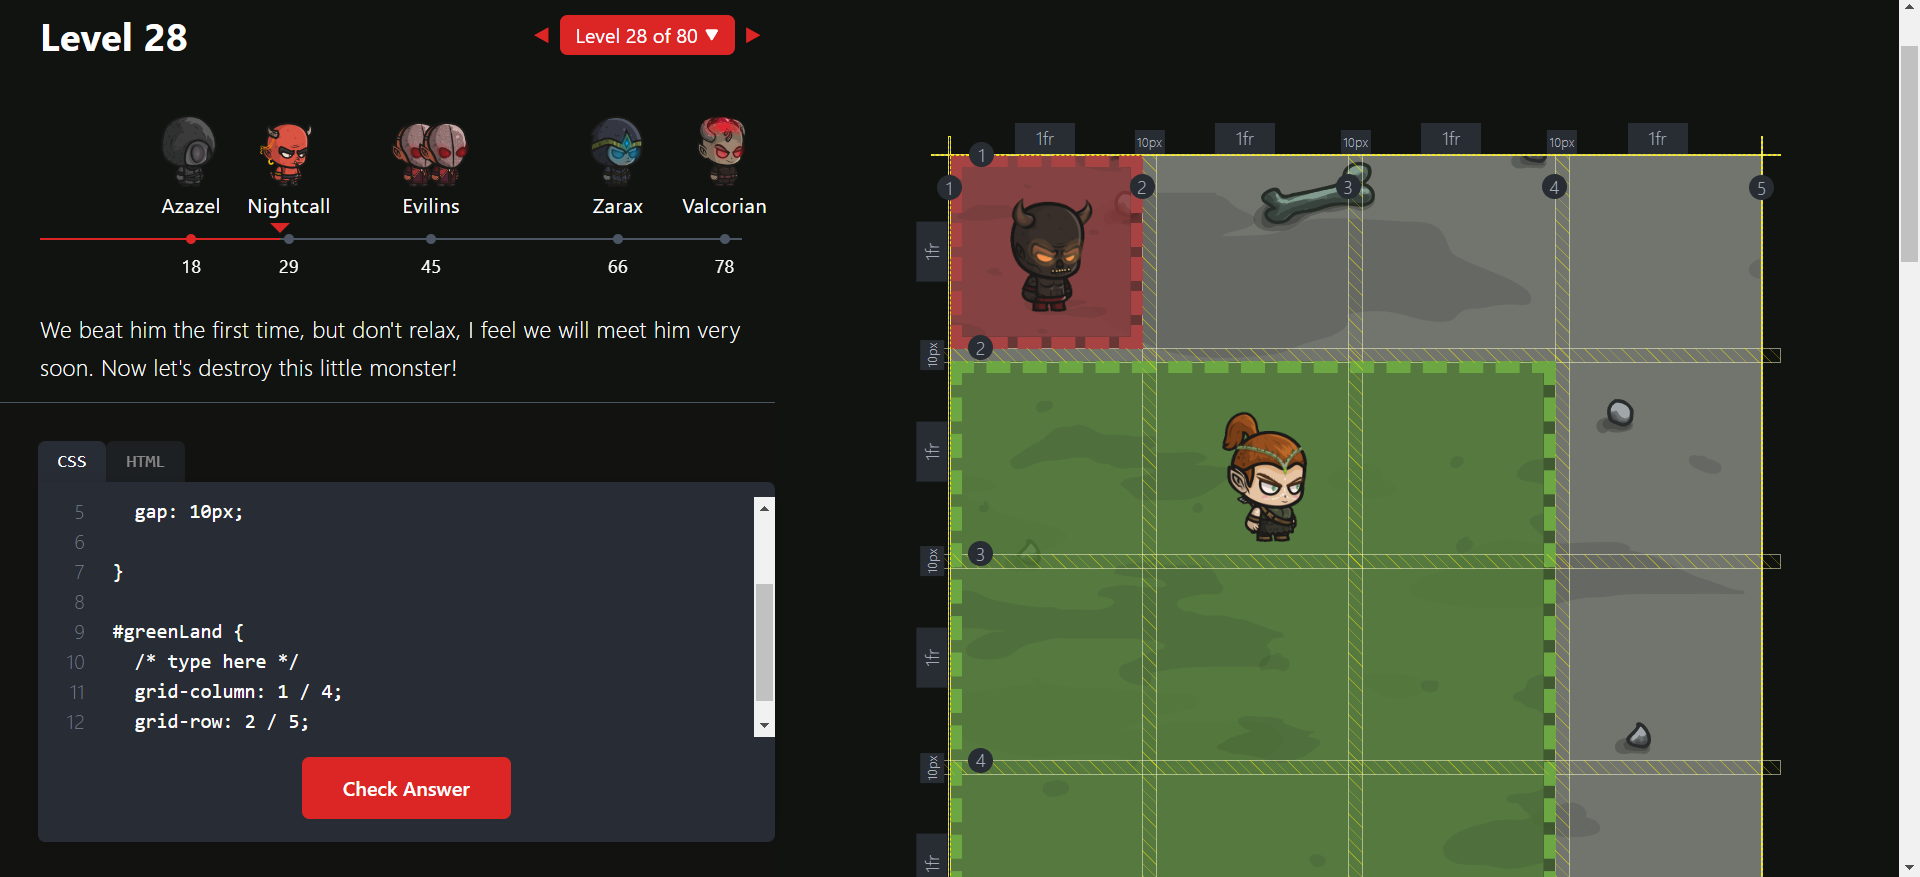 Level 28
Level 28 of 80 ▼
Azazel Nightcall Evilins Zarax Valcorian
18 29 45 66 78
We beat him the first time, but don't relax, I feel we will meet him very
soon. Now let's destroy this little monster!
CSS HTML
5 gap: 10px;
6
7 }
8
9 #greenLand {
10 /* type here */
11 grid-column: 1 / 4;
12 grid-row: 2 / 5;
Check Answer
1fr 10px 1fr 10px 1fr 10px 1fr
1
1 2 3 4 5
1fr
2
10px
1fr
3
10px
1fr
4
10px
1fr